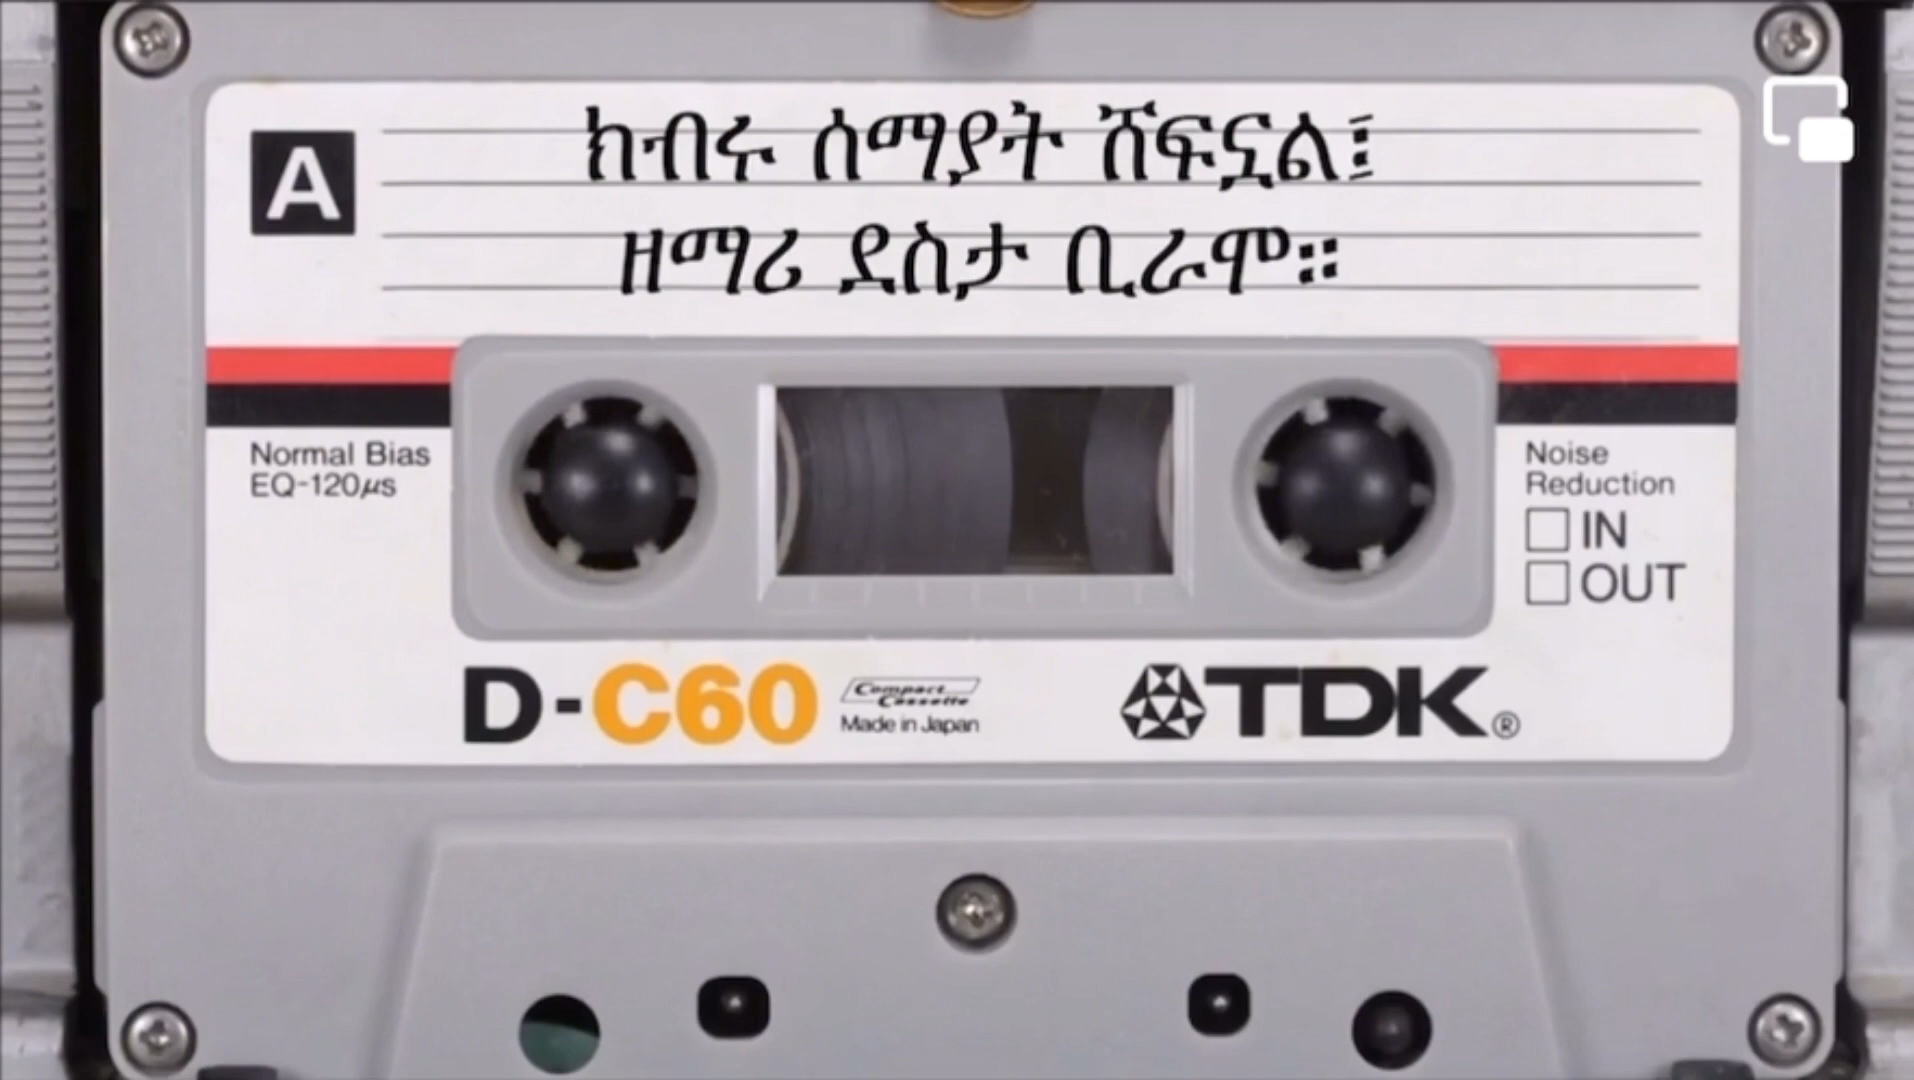 ክብሩ ሰማያት ሸፍኗል፤
A
ዘማሪ ደስታ ቢራሞ።
Normal Bias
EQ-120μs
Noise
Reduction
IN
OUT
D-C60
Compact
Cassette
Made in Japan
TDK®